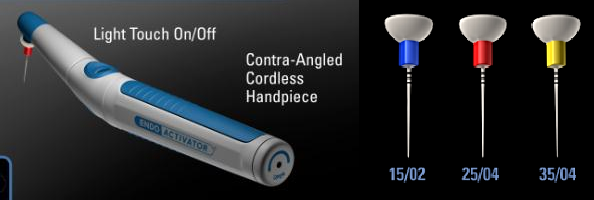 Light Touch On/Off
Contra-Angled
Cordless
Handpiece
ENDO ACTIVATOR
15/02
25/04
35/04